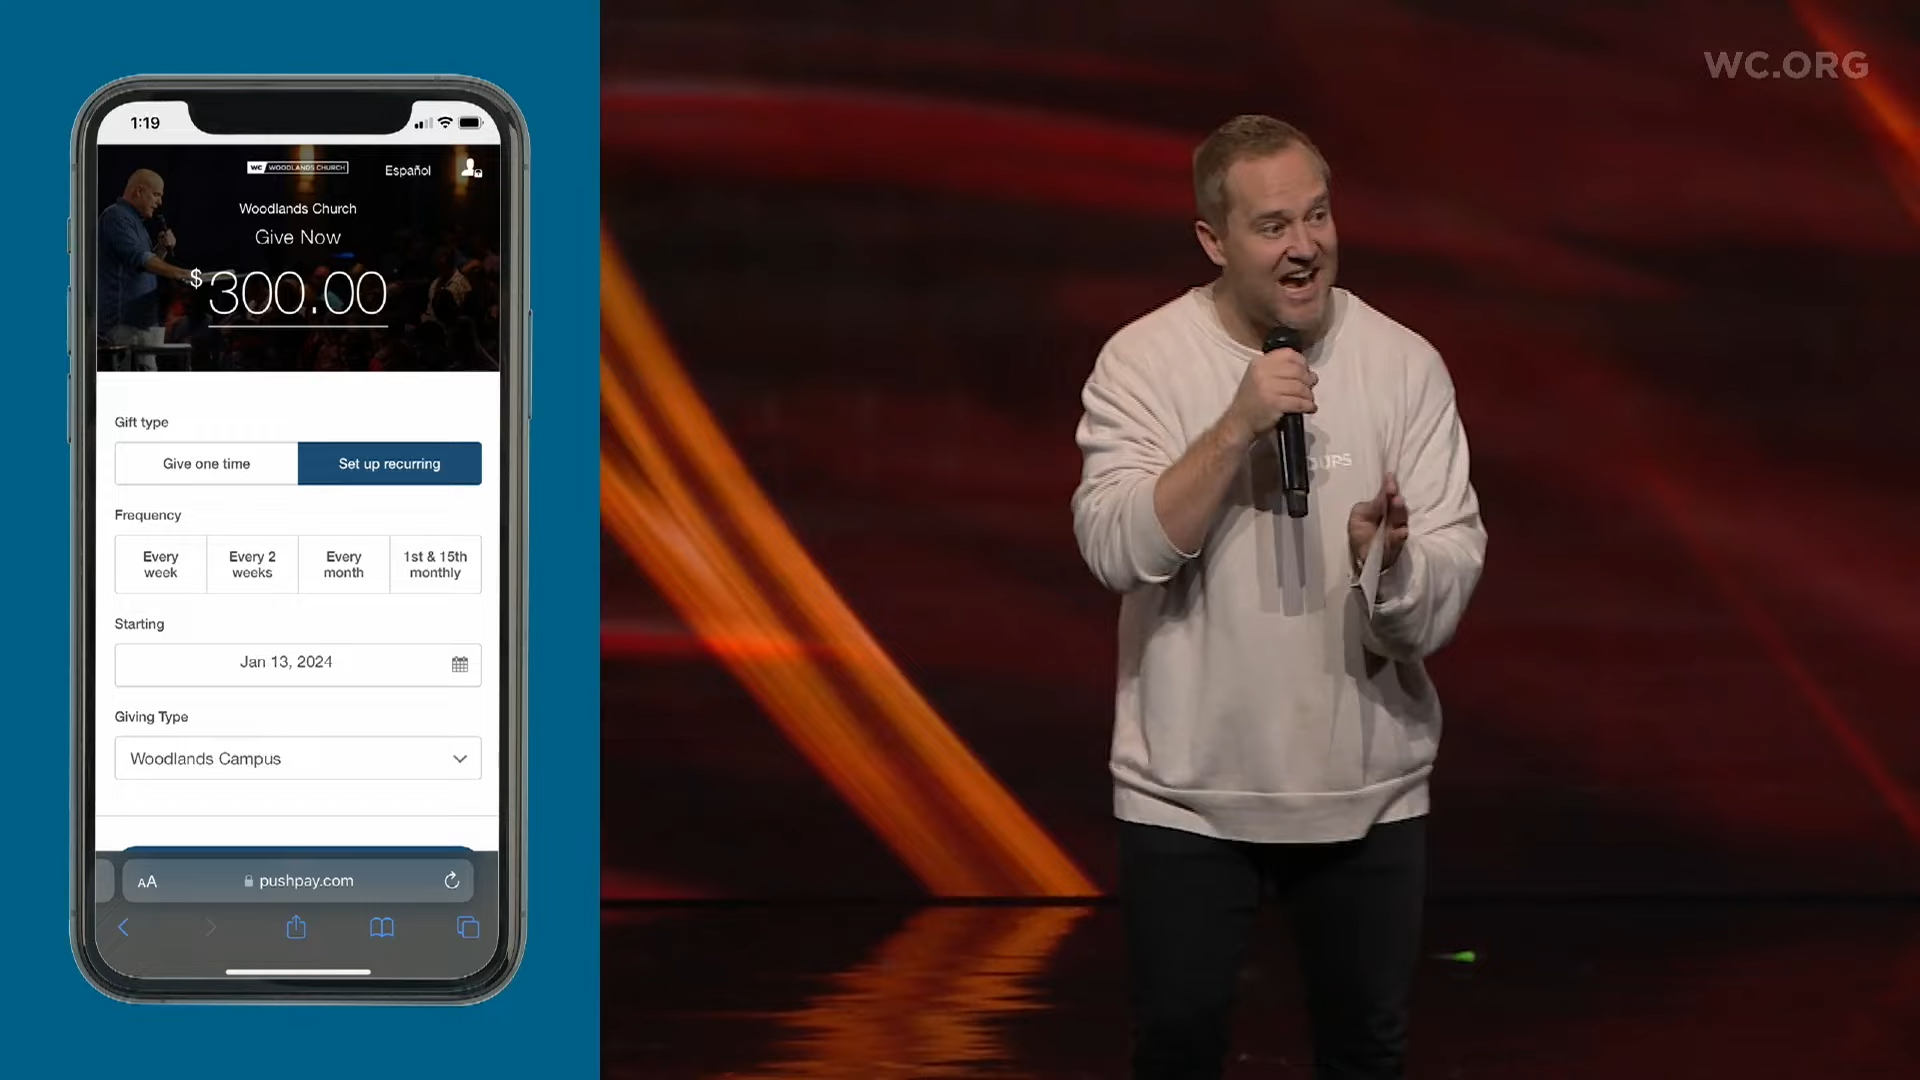 1:19
WC WOODLANDS CHURCH
Español
Woodlands Church
Give Now
$300.00
Gift type
Give one time
Set up recurring
Frequency
Every week
Every 2 weeks
Every month
1st & 15th monthly
Starting
Jan 13, 2024
Giving Type
Woodlands Campus
AA
pushpay.com
WC.ORG